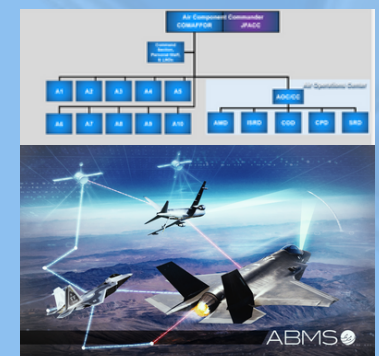 Air Component Commander
COMAFFOR JFACC
Command
Section,
Personal Staff,
& LNOs
A1 A2 A3 A4 A5
Air Operations Center
AOC/CC
A6 A7 A8 A9 A10
AMD ISRD COD CPD SRD
ABMS